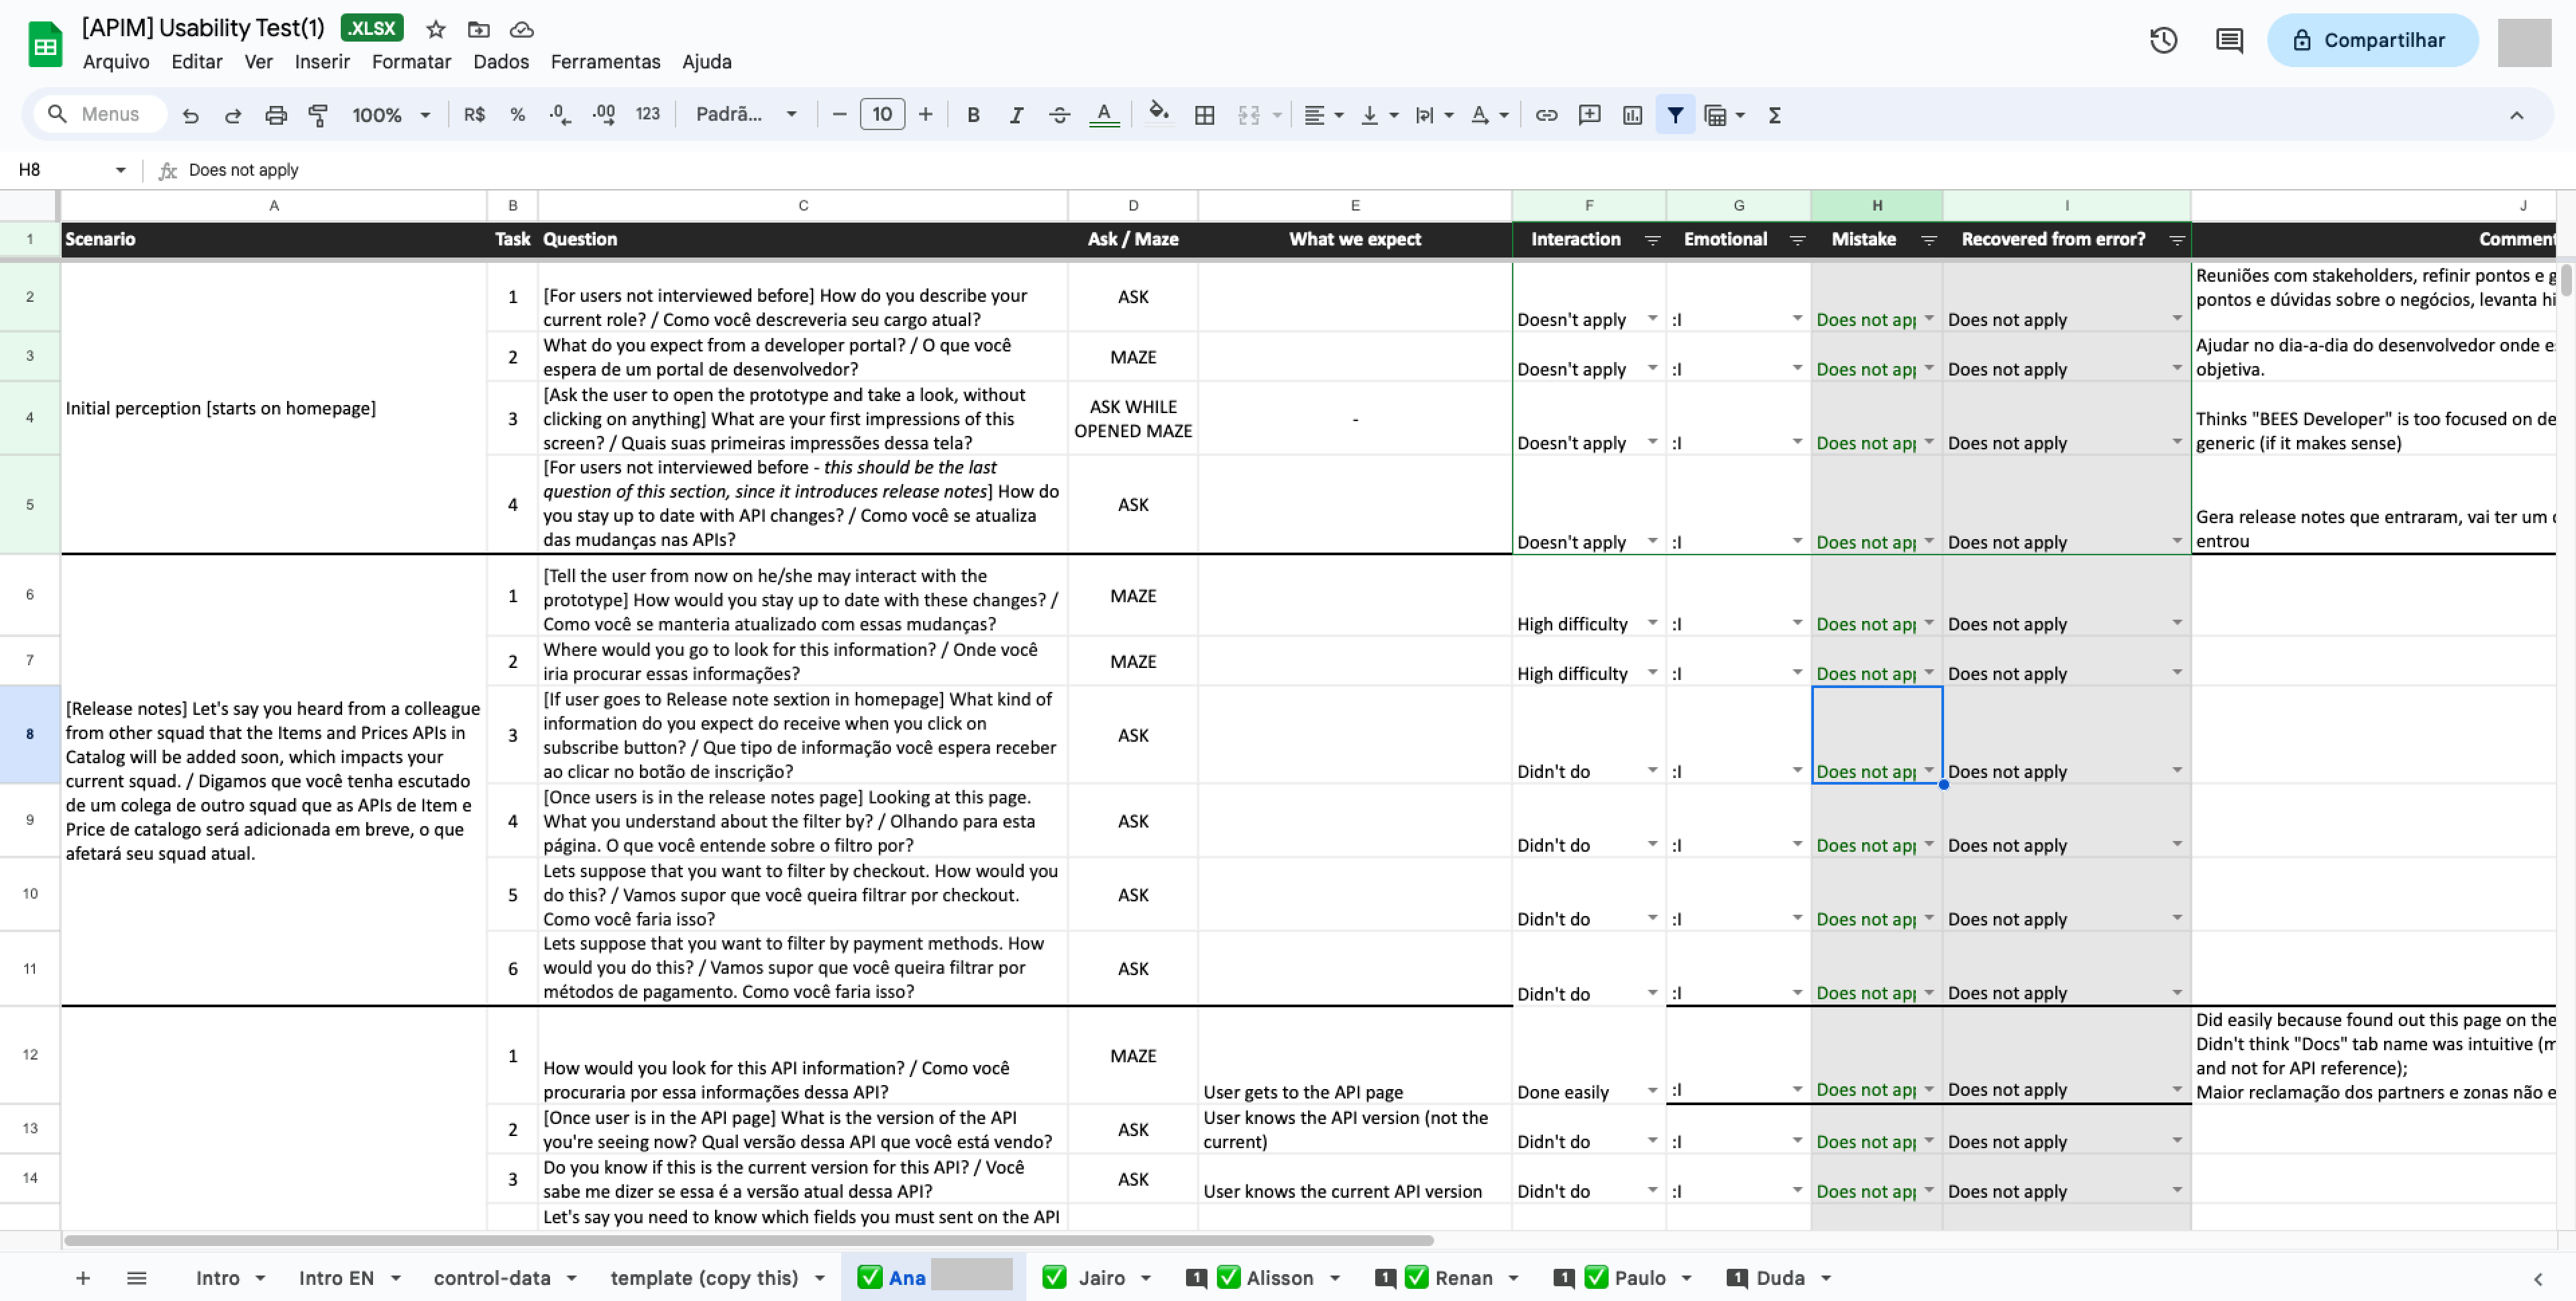 [APIM] Usability Test(1) .XLSX
Arquivo Editar Ver Inserir Formatar Dados Ferramentas Ajuda
Compartilhar
Menus 100% R$ % .0 .00 123 Padrã... 10
H8 Does not apply
A B C D E F G H I J
1 Scenario Task Question Ask / Maze What we expect Interaction Emotional Mistake Recovered from error?
Initial perception [starts on homepage]
2
1
[For users not interviewed before] How do you describe your
current role? / Como você descreveria seu cargo atual?
ASK
Doesn't apply :I Does not Does not apply
Reuniões com stakeholders, refinir pontos e
pontos e dúvidas sobre o negócios, levanta
3
2
What do you expect from a developer portal? / O que você
espera de um portal de desenvolvedor?
MAZE
Doesn't apply :I Does not Does not apply
Ajudar no dia-a-dia do desenvolvedor onde
objetiva.
4
3
[Ask the user to open the prototype and take a look, without
clicking on anything] What are your first impressions of this
screen? / Quais suas primeiras impressões dessa tela?
ASK WHILE
OPENED MAZE
-
Doesn't apply :I Does not Does not apply
Thinks "BEES Developer" is too focused on
generic (if it makes sense)
5
4
[For users not interviewed before - this should be the last
question of this section, since it introduces release notes] How do
you stay up to date with API changes? / Como você se atualiza
das mudanças nas APIs?
ASK
Doesn't apply :I Does not Does not apply
Gera release notes que entraram, vai ter um
entrou
[Release notes] Let's say you heard from a colleague
from other squad that the Items and Prices APIs in
Catalog will be added soon, which impacts your
current squad. / Digamos que você tenha escutado
de um colega de outro squad que as APIs de Item e
Price de catalogo será adicionada em breve, o que
afetará seu squad atual.
6
1
[Tell the user from now on he/she may interact with the
prototype] How would you stay up to date with these changes? /
Como você se manteria atualizado com essas mudanças?
MAZE
High difficulty :I Does not Does not apply
7
2
Where would you go to look for this information? / Onde você
iria procurar essas informações?
MAZE
High difficulty :I Does not Does not apply
8
3
[If user goes to Release note sextion in homepage] What kind of
information do you expect do receive when you click on
subscribe button? / Que tipo de informação você espera receber
ao clicar no botão de inscrição?
ASK
Didn't do :I Does not Does not apply
9
4
[Once users is in the release notes page] Looking at this page.
What you understand about the filter by? / Olhando para esta
página. O que você entende sobre o filtro por?
ASK
Didn't do :I Does not Does not apply
10
5
Lets suppose that you want to filter by checkout. How would you
do this? / Vamos supor que você queira filtrar por checkout.
Como você faria isso?
ASK
Didn't do :I Does not Does not apply
11
6
Lets suppose that you want to filter by payment methods. How
would you do this? / Vamos supor que você queira filtrar por
métodos de pagamento. Como você faria isso?
ASK
Didn't do :I Does not Does not apply
12
1
How would you look for this API information? / Como você
procuraria por essa informações dessa API?
MAZE
User gets to the API page
Done easily :I Does not Does not apply
Did easily because found out this page on the
Didn't think "Docs" tab name was intuitive
and not for API reference);
Maior reclamação dos partners e zonas não
13
2
[Once user is in the API page] What is the version of the API
you're seeing now? Qual versão dessa API que você está vendo?
ASK
User knows the API version (not the
current)
Didn't do :I Does not Does not apply
14
3
Do you know if this is the current version for this API? / Você
sabe me dizer se essa é a versão atual dessa API?
ASK
User knows the current API version
Didn't do :I Does not Does not apply
Let's say you need to know which fields you must sent on the API
Intro Intro EN control-data template (copy this) Ana Jairo 1 Alisson 1 Renan 1 Paulo 1 Duda